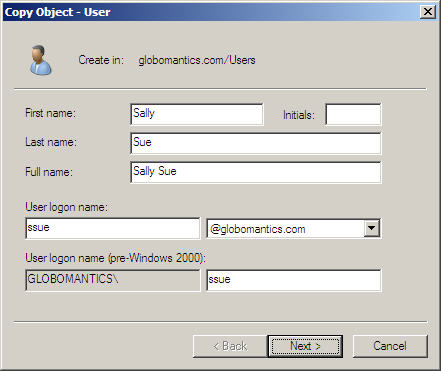 Copy Object - User
Create in: globomantics.com/Users
First name: Sally Initials:
Last name: Sue
Full name: Sally Sue
User logon name:
ssue @globomantics.com
User logon name (pre-Windows 2000):
GLOBOMANTICS\ ssue
< Back Next > Cancel